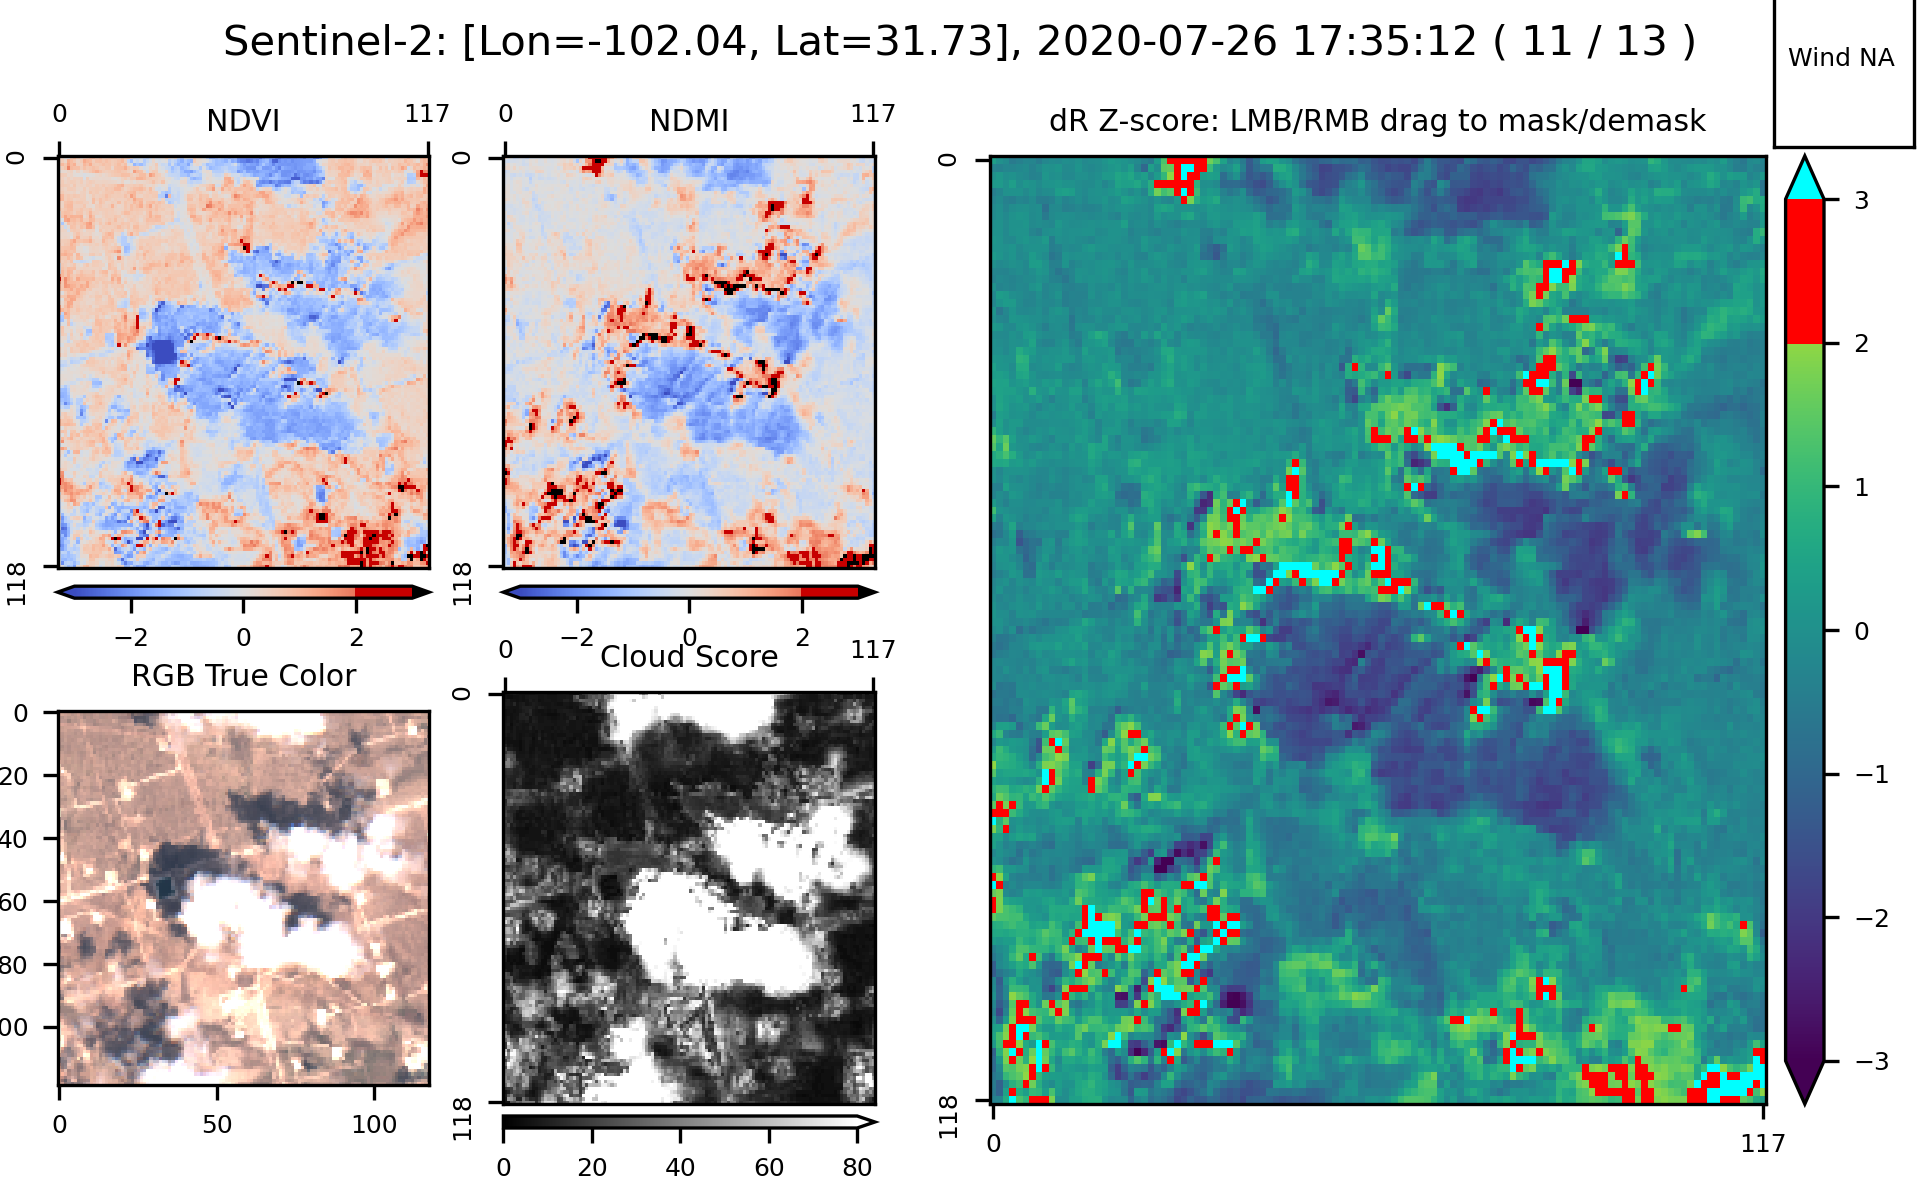 Sentinel-2: [Lon=-102.04, Lat=31.73], 2020-07-26 17:35:12 ( 11 / 13 )
Wind NA
NDVI
0 117
0
118
−2 0 2
NDMI
0 117
0
118
−2 0 2
dR Z-score: LMB/RMB drag to mask/demask
0
118
0 117
3
2
1
0
−1
−2
−3
RGB True Color
0
20
40
60
80
00
0 50 100
Cloud Score
0 117
0
118
0 20 40 60 80